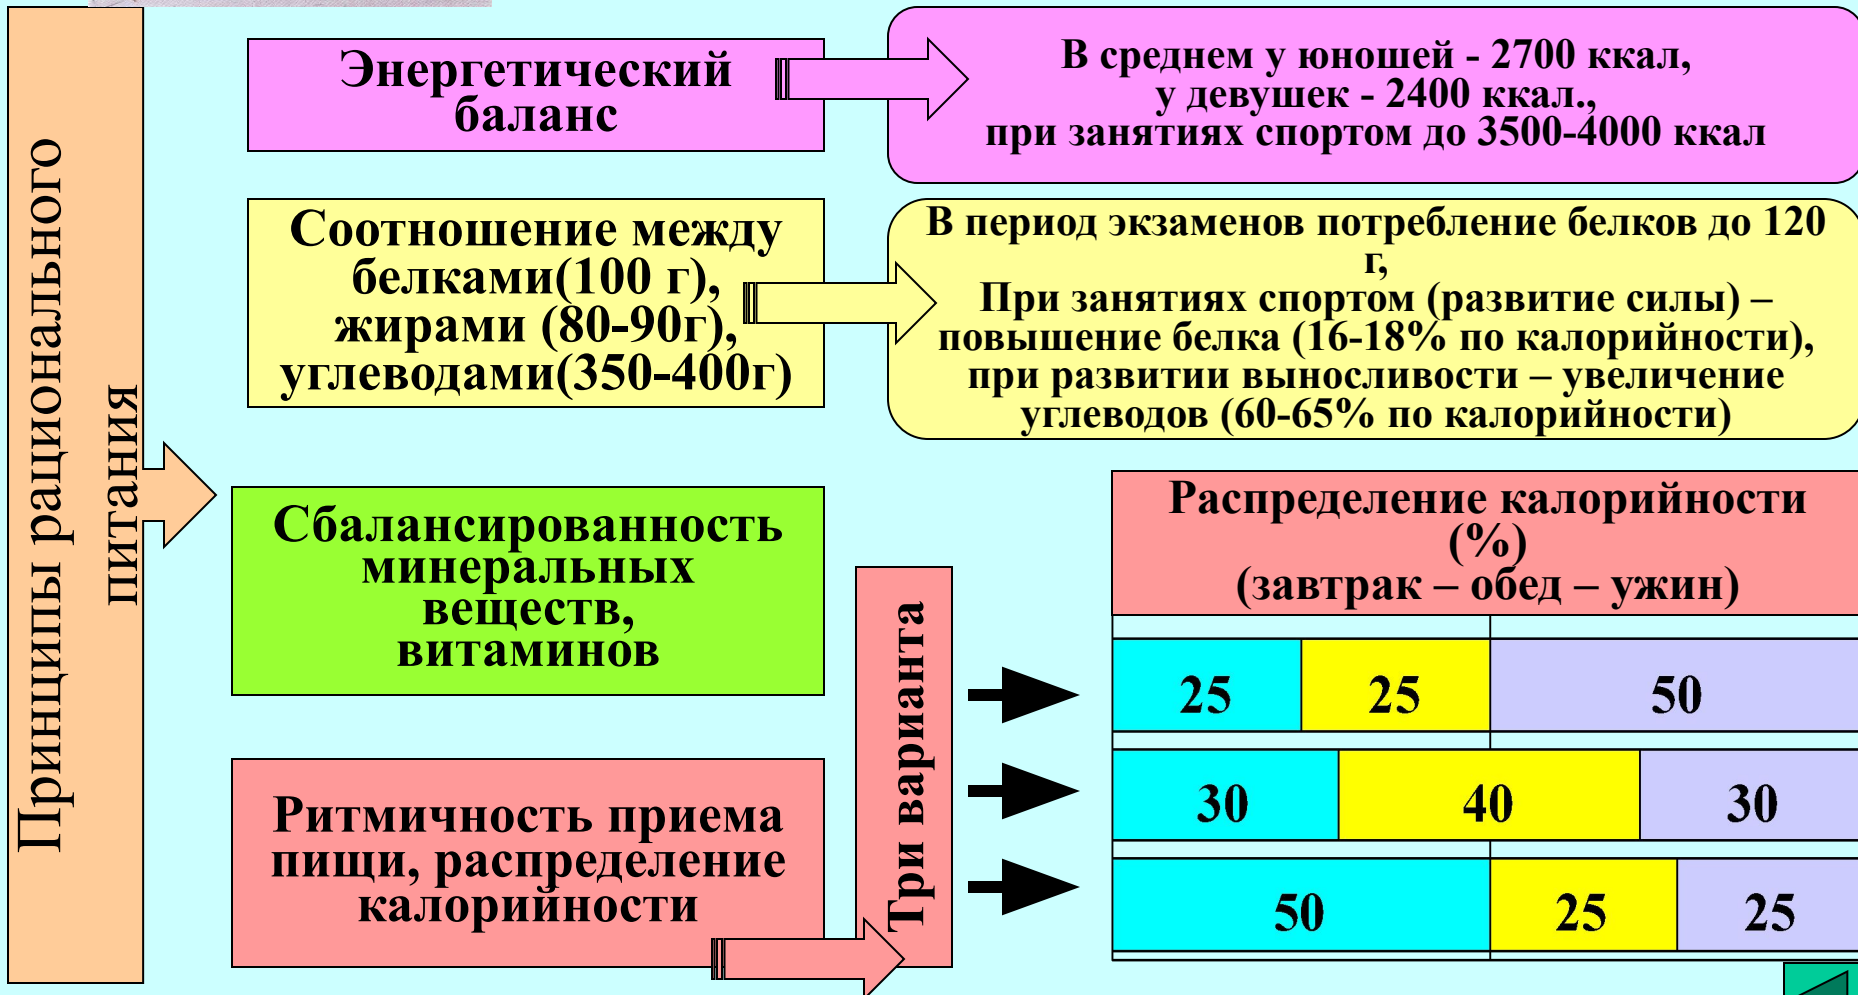 Принципы рационального
питания
Энергетический
баланс
В среднем у юношей - 2700 ккал,
у девушек - 2400 ккал.,
при занятиях спортом до 3500-4000 ккал
Соотношение между
белками(100 г),
жирами (80-90г),
углеводами(350-400г)
В период экзаменов потребление белков до 120
г,
При занятиях спортом (развитие силы) –
повышение белка (16-18% по калорийности),
при развитии выносливости – увеличение
углеводов (60-65% по калорийности)
Сбалансированность
минеральных
веществ,
витаминов
Ритмичность приема
пищи, распределение
калорийности
Три варианта
Распределение калорийности
(%)
(завтрак – обед – ужин)
25 25 50
30 40 30
50 25 25